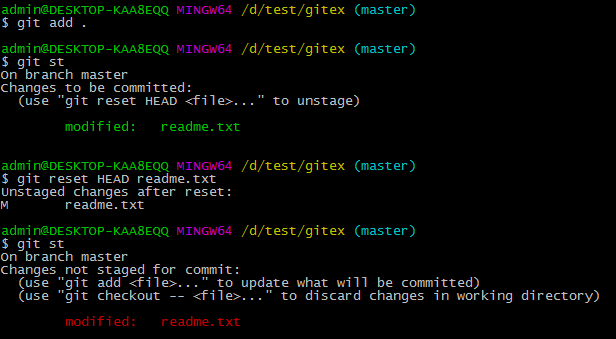 admin@DESKTOP-KAA8EQQ MINGW64 /d/test/gitex (master)
$ git add .
admin@DESKTOP-KAA8EQQ MINGW64 /d/test/gitex (master)
$ git st
On branch master
Changes to be committed:
  (use "git reset HEAD <file>..." to unstage)
        modified:   readme.txt
admin@DESKTOP-KAA8EQQ MINGW64 /d/test/gitex (master)
$ git reset HEAD readme.txt
Unstaged changes after reset:
M       readme.txt
admin@DESKTOP-KAA8EQQ MINGW64 /d/test/gitex (master)
$ git st
On branch master
Changes not staged for commit:
  (use "git add <file>..." to update what will be committed)
  (use "git checkout -- <file>..." to discard changes in working directory)
        modified:   readme.txt